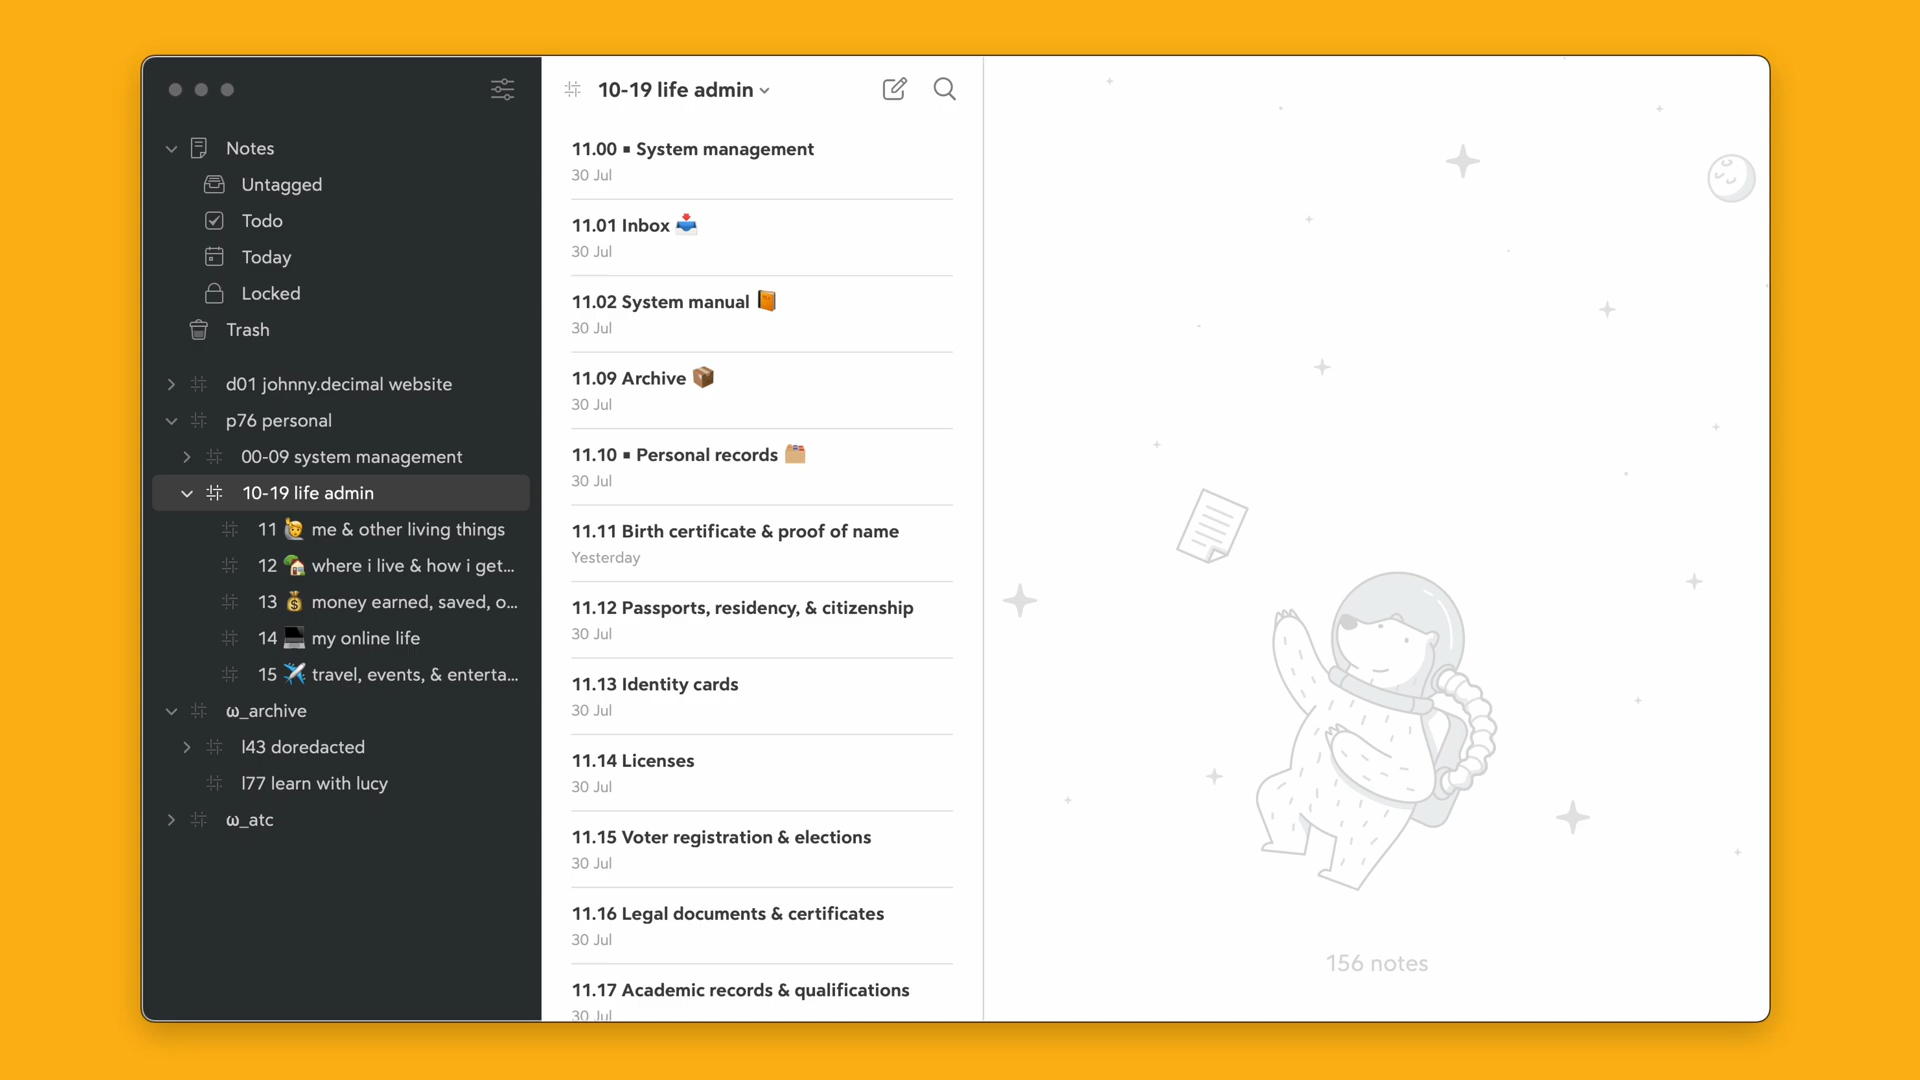 Notes
Untagged
Todo
Today
Locked
Trash
d01 johnny.decimal website
p76 personal
00-09 system management
10-19 life admin
11 🙋 me & other living things
12 🏡 where i live & how i get...
13 💰 money earned, saved, o...
14 💻 my online life
15 ✈️ travel, events, & enterta...
ω_archive
l43 doredacted
l77 learn with lucy
ω_atc
10-19 life admin
11.00 ▪ System management
30 Jul
11.01 Inbox 📥
30 Jul
11.02 System manual 📙
30 Jul
11.09 Archive 📦
30 Jul
11.10 ▪ Personal records 🗂️
30 Jul
11.11 Birth certificate & proof of name
Yesterday
11.12 Passports, residency, & citizenship
30 Jul
11.13 Identity cards
30 Jul
11.14 Licenses
30 Jul
11.15 Voter registration & elections
30 Jul
11.16 Legal documents & certificates
30 Jul
11.17 Academic records & qualifications
30 Jul
156 notes